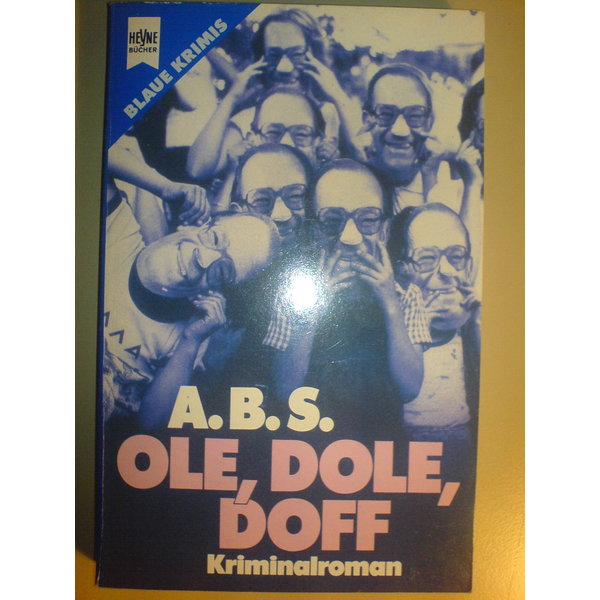 HEYNE
BÜCHER
BLAUE KRIMIS
A.B.S.
OLE, DOLE,
DOFF
Kriminalroman